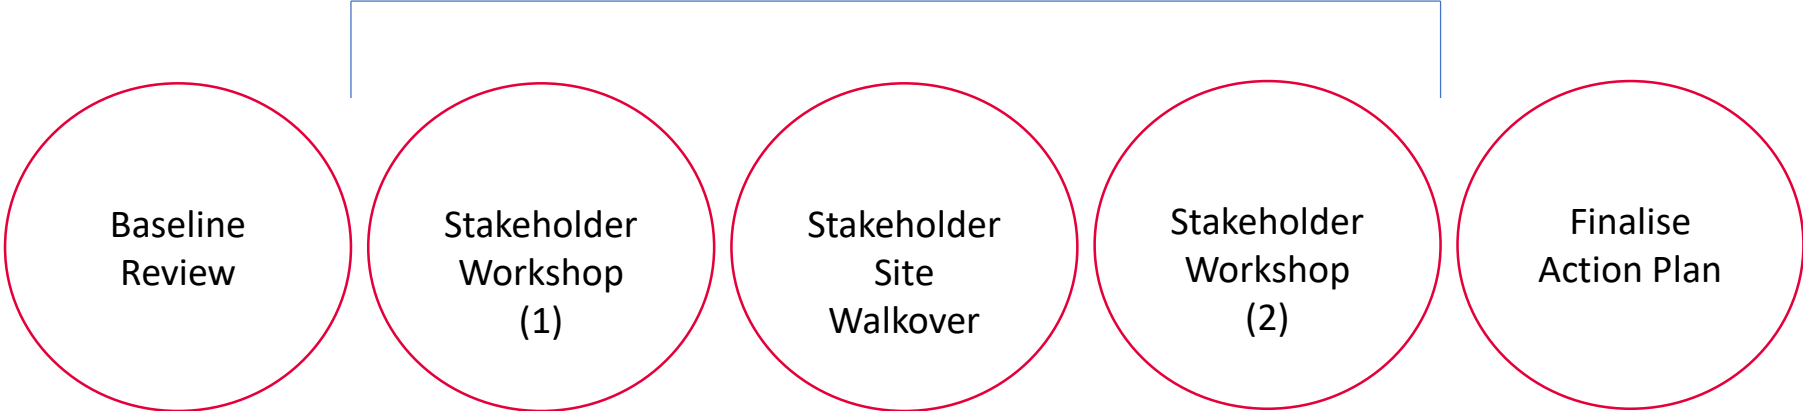 Baseline
Review
Stakeholder
Workshop
(1)
Stakeholder
Site
Walkover
Stakeholder
Workshop
(2)
Finalise
Action Plan